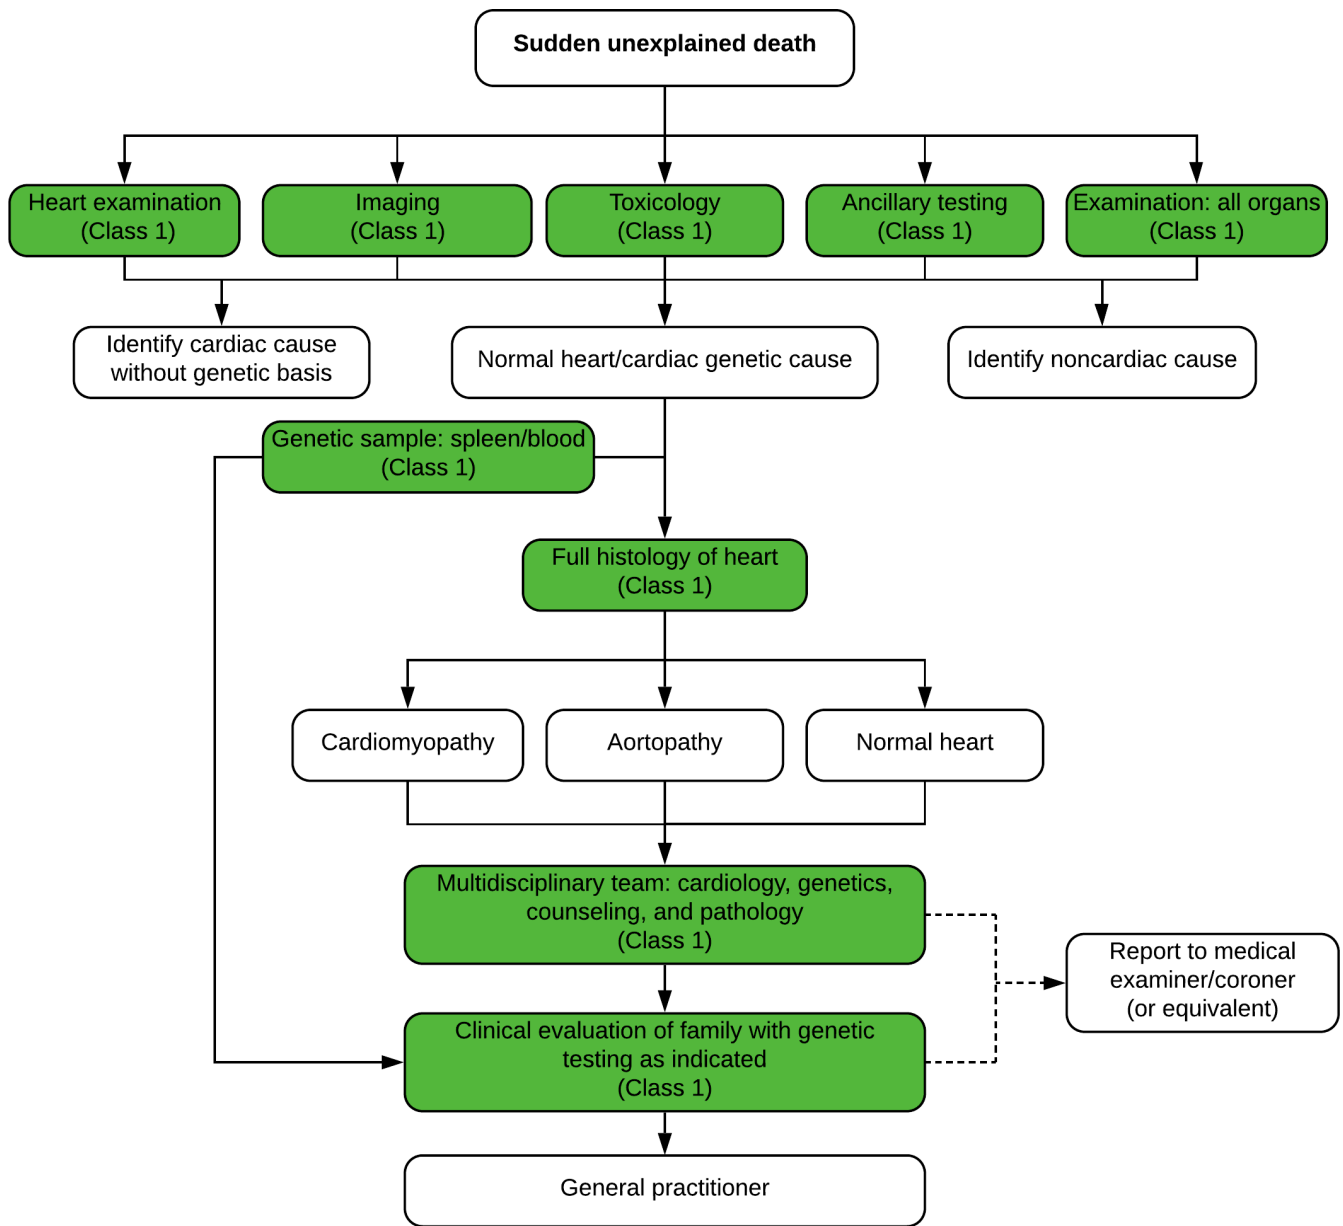 Sudden unexplained death
Heart examination
(Class 1)
Imaging
(Class 1)
Toxicology
(Class 1)
Ancillary testing
(Class 1)
Examination: all organs
(Class 1)
Identify cardiac cause
without genetic basis
Normal heart/cardiac genetic cause
Identify noncardiac cause
Genetic sample: spleen/blood
(Class 1)
Full histology of heart
(Class 1)
Cardiomyopathy
Aortopathy
Normal heart
Multidisciplinary team: cardiology, genetics,
counseling, and pathology
(Class 1)
Report to medical
examiner/coroner
(or equivalent)
Clinical evaluation of family with genetic
testing as indicated
(Class 1)
General practitioner